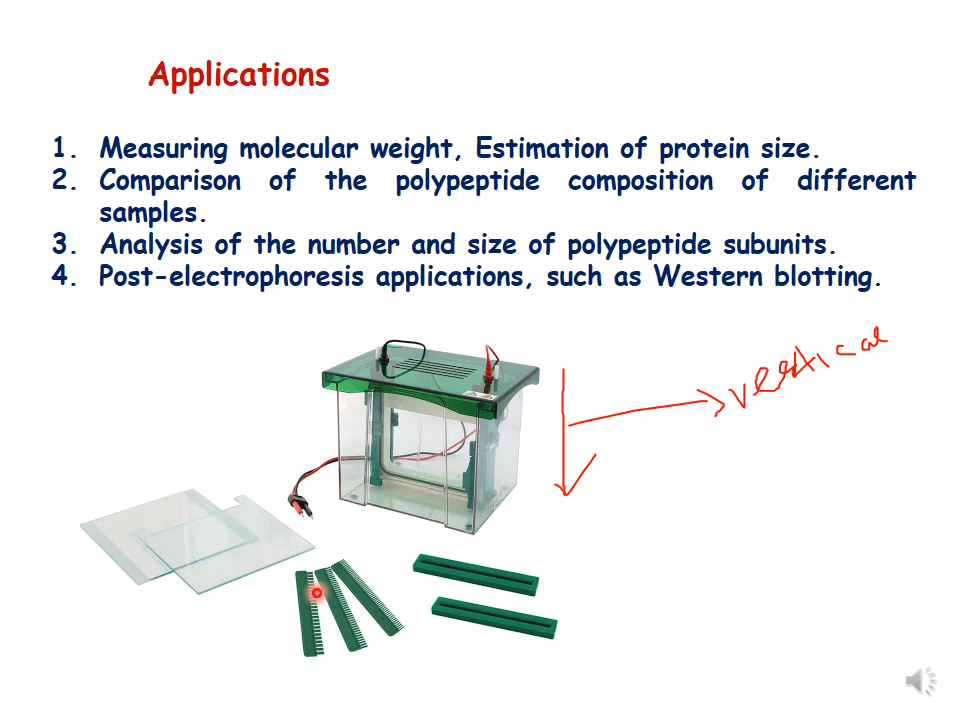 Applications
1. Measuring molecular weight, Estimation of protein size.
2. Comparison of the polypeptide composition of different
samples.
3. Analysis of the number and size of polypeptide subunits.
4. Post-electrophoresis applications, such as Western blotting.
vertical